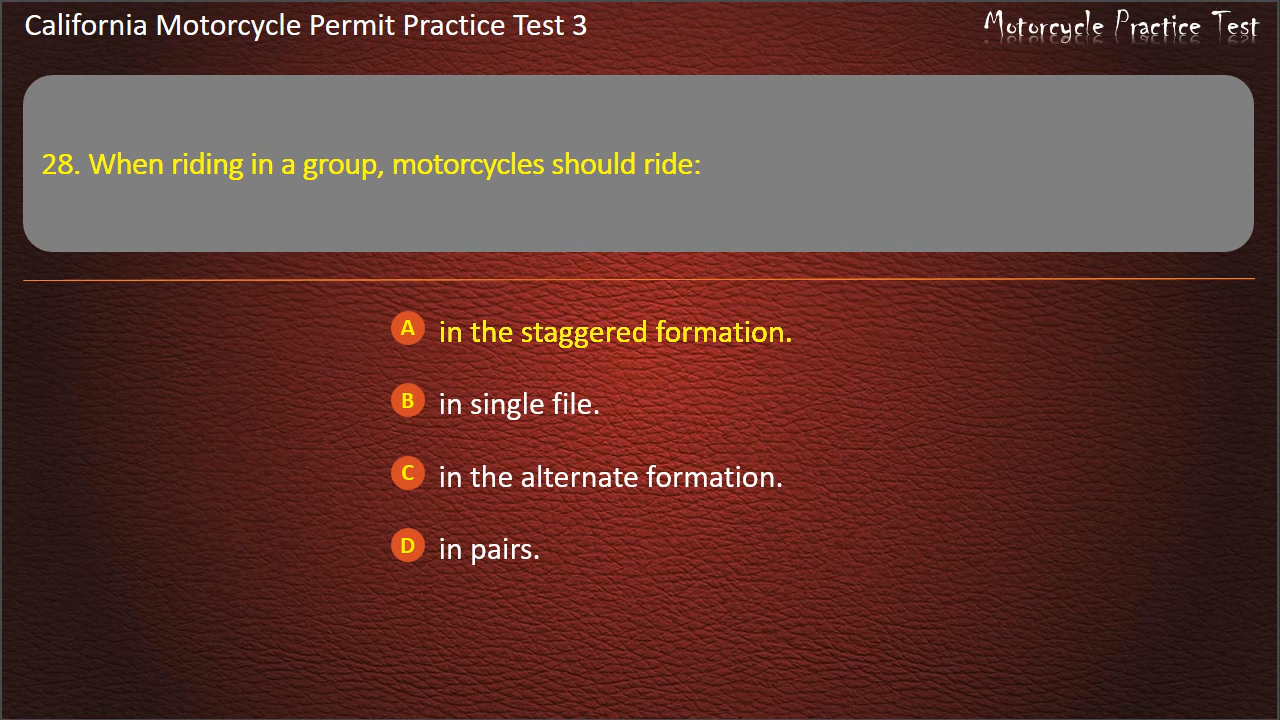 California Motorcycle Permit Practice Test 3
Motorcycle Practice Test
28. When riding in a group, motorcycles should ride:
A in the staggered formation.
B in single file.
C in the alternate formation.
D in pairs.